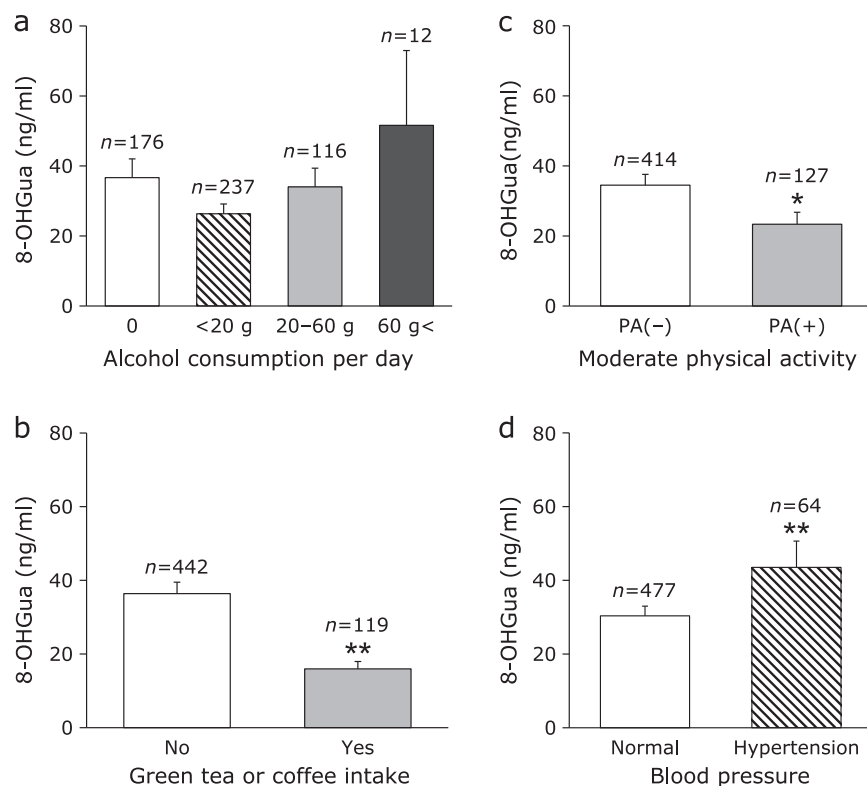 a
80
60
40
20
0
8-OHGua (ng/ml)
n=176
n=237
n=116
n=12
0 <20 g 20–60 g 60 g<
Alcohol consumption per day
c
80
60
40
20
0
8-OHGua(ng/ml)
n=414
n=127
*
PA(−) PA(+)
Moderate physical activity
b
80
60
40
20
0
8-OHGua (ng/ml)
n=442
n=119
**
No Yes
Green tea or coffee intake
d
80
60
40
20
0
8-OHGua (ng/ml)
n=477
n=64
**
Normal Hypertension
Blood pressure